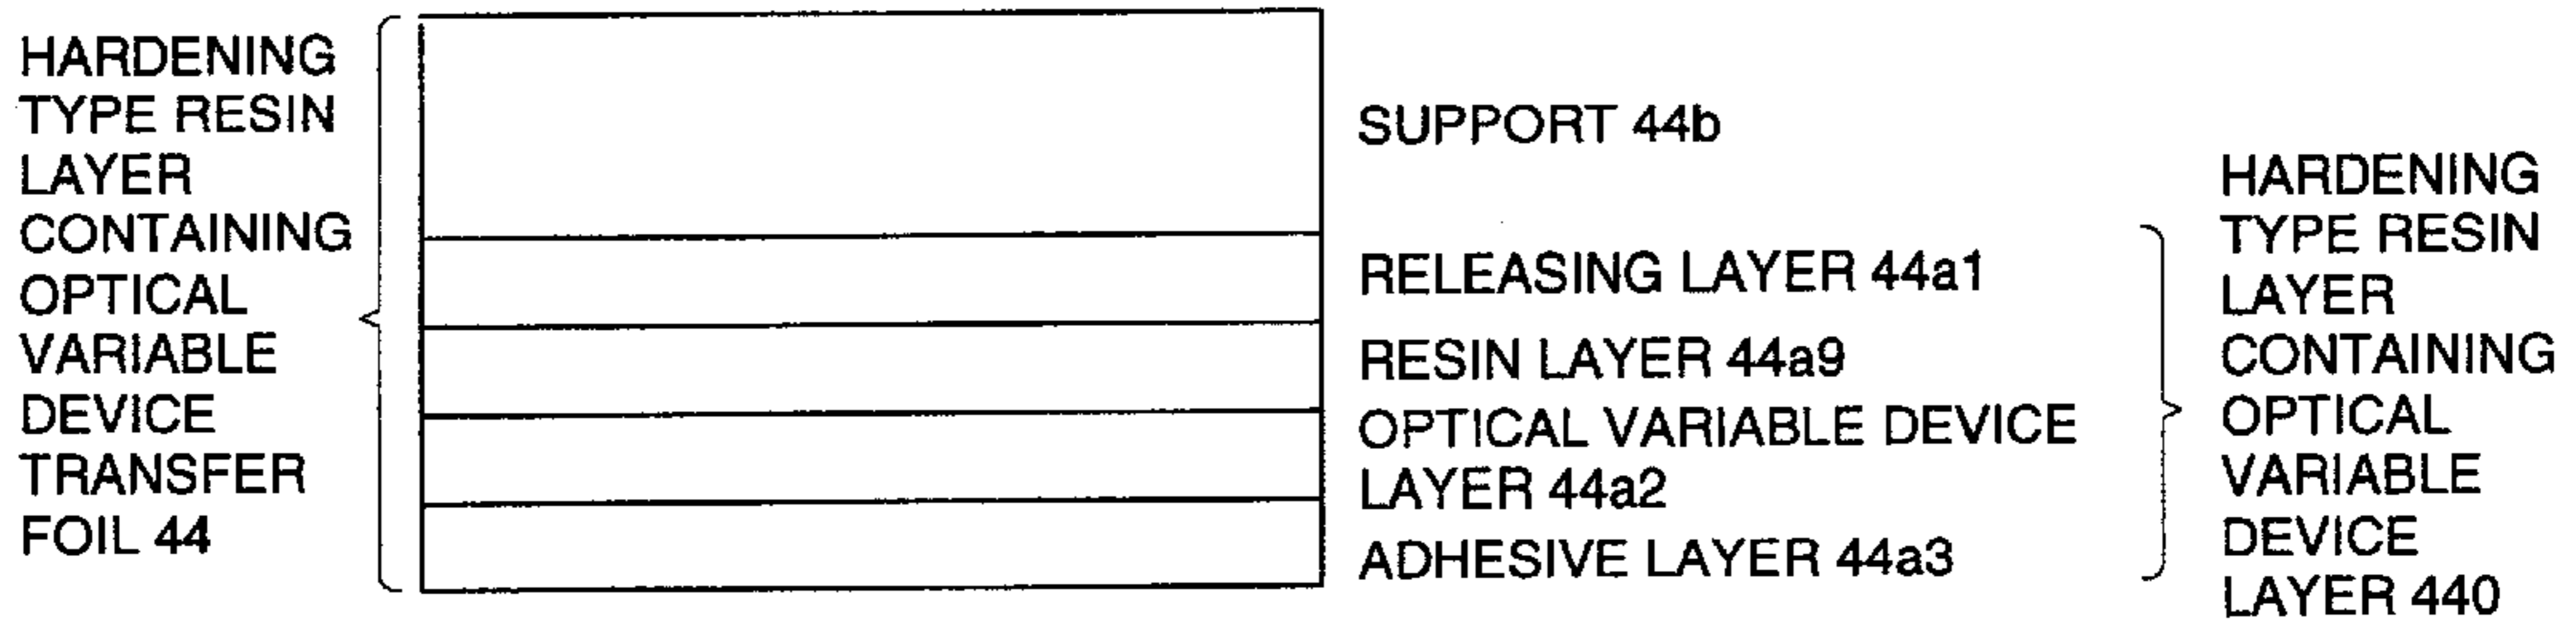 HARDENING
TYPE RESIN
LAYER
CONTAINING
OPTICAL
VARIABLE
DEVICE
TRANSFER
FOIL 44
SUPPORT 44b
RELEASING LAYER 44a1
RESIN LAYER 44a9
OPTICAL VARIABLE DEVICE
LAYER 44a2
ADHESIVE LAYER 44a3
HARDENING
TYPE RESIN
LAYER
CONTAINING
OPTICAL
VARIABLE
DEVICE
LAYER 440